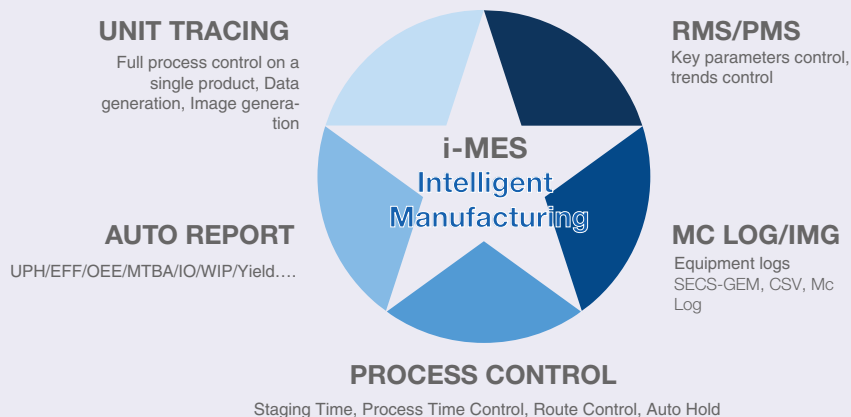 UNIT TRACING
Full process control on a
single product, Data
generation, Image genera-
tion
RMS/PMS
Key parameters control,
trends control
i-MES
Intelligent
Manufacturing
AUTO REPORT
UPH/EFF/OEE/MTBA/IO/WIP/Yield....
MC LOG/IMG
Equipment logs
SECS-GEM, CSV, Mc
Log
PROCESS CONTROL
Staging Time, Process Time Control, Route Control, Auto Hold